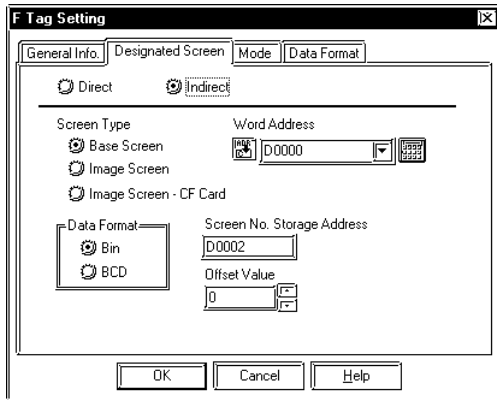 F Tag Setting
General Info. Designated Screen Mode Data Format
Direct Indirect
Screen Type Word Address
Base Screen D0000
Image Screen
Image Screen - CF Card
Data Format Screen No. Storage Address
Bin D0002
BCD Offset Value
0
OK Cancel Help